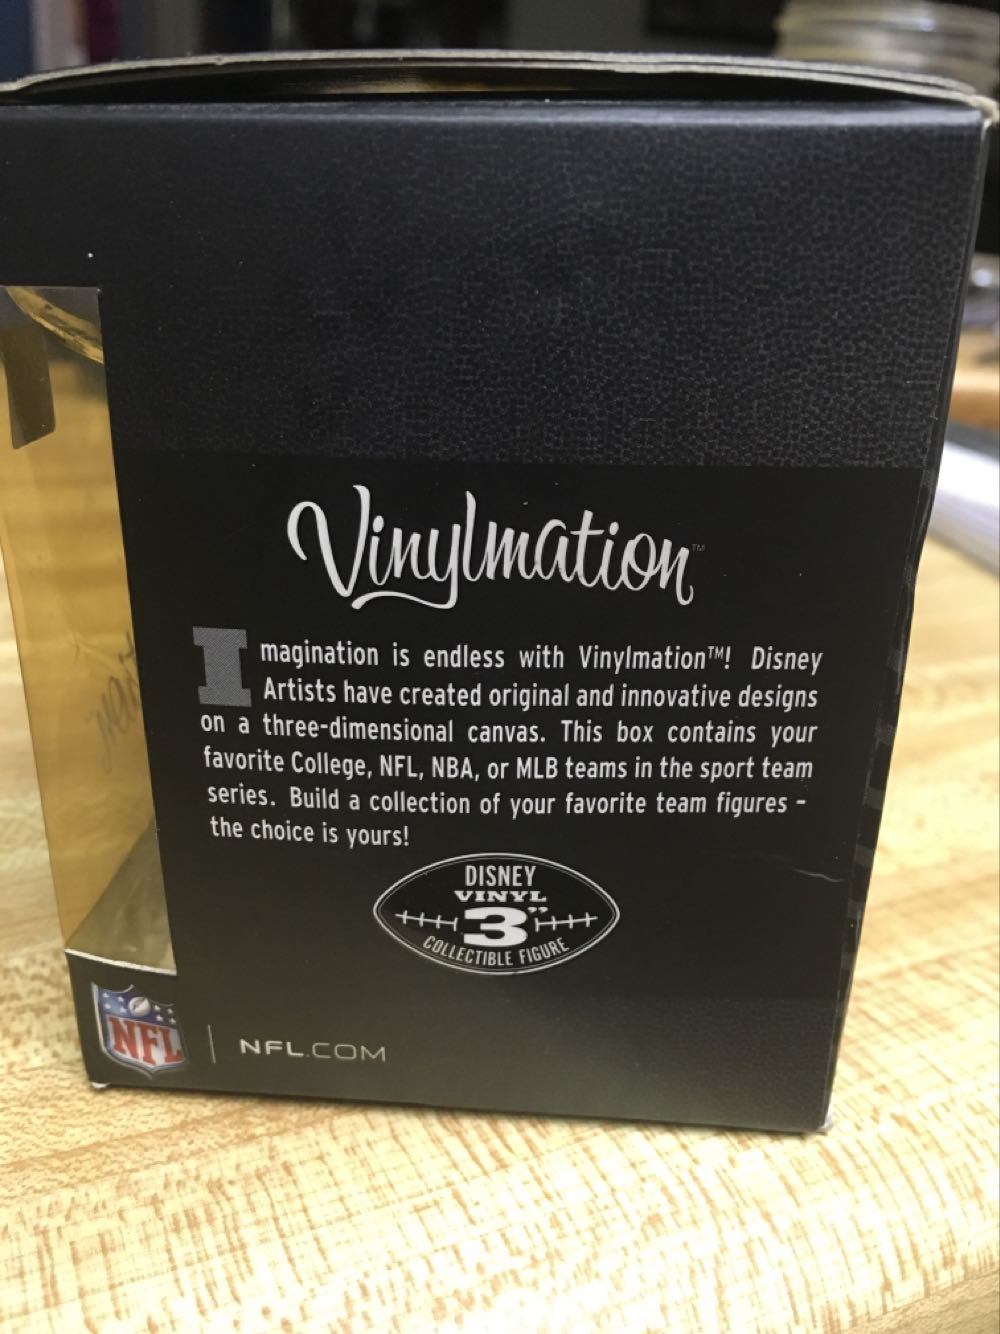 Vinylmation™
Imagination is endless with Vinylmation™! Disney
Artists have created original and innovative designs
on a three-dimensional canvas. This box contains your
favorite College, NFL, NBA, or MLB teams in the sport team
series. Build a collection of your favorite team figures -
the choice is yours!
DISNEY
VINYL
3"
COLLECTIBLE FIGURE
NFL
NFL.COM